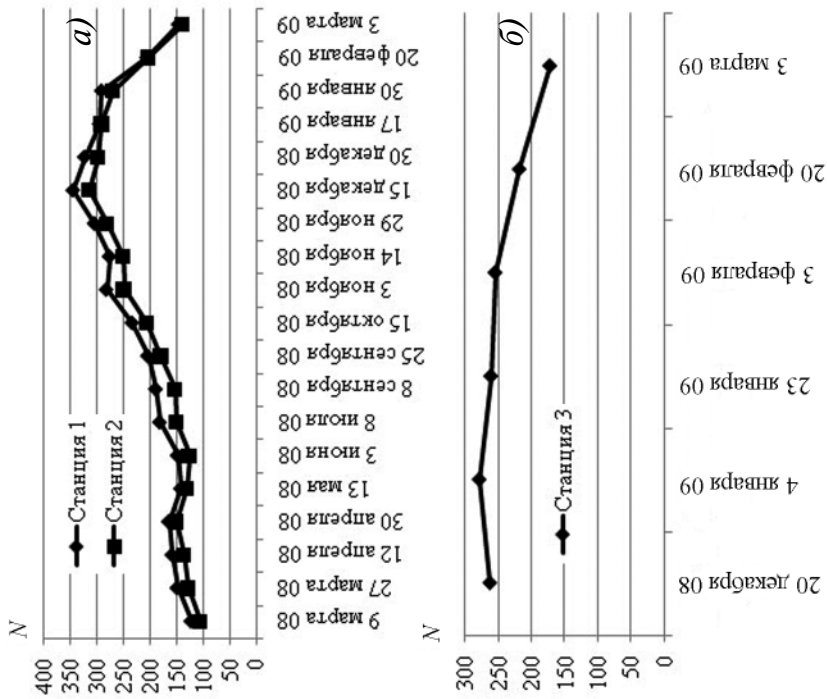 а)
N
400
350
300
250
200
150
100
50
0
Станция 1
Станция 2
9 марта 08
27 марта 08
12 апреля 08
30 апреля 08
13 мая 08
3 июня 08
8 июля 08
8 сентября 08
25 сентября 08
15 октября 08
3 ноября 08
14 ноября 08
29 ноября 08
15 декабря 08
30 декабря 08
17 января 09
30 января 09
20 февраля 09
3 марта 09
б)
N
300
250
200
150
100
50
0
Станция 3
20 декабря 08
4 января 09
23 января 09
3 февраля 09
20 февраля 09
3 марта 09